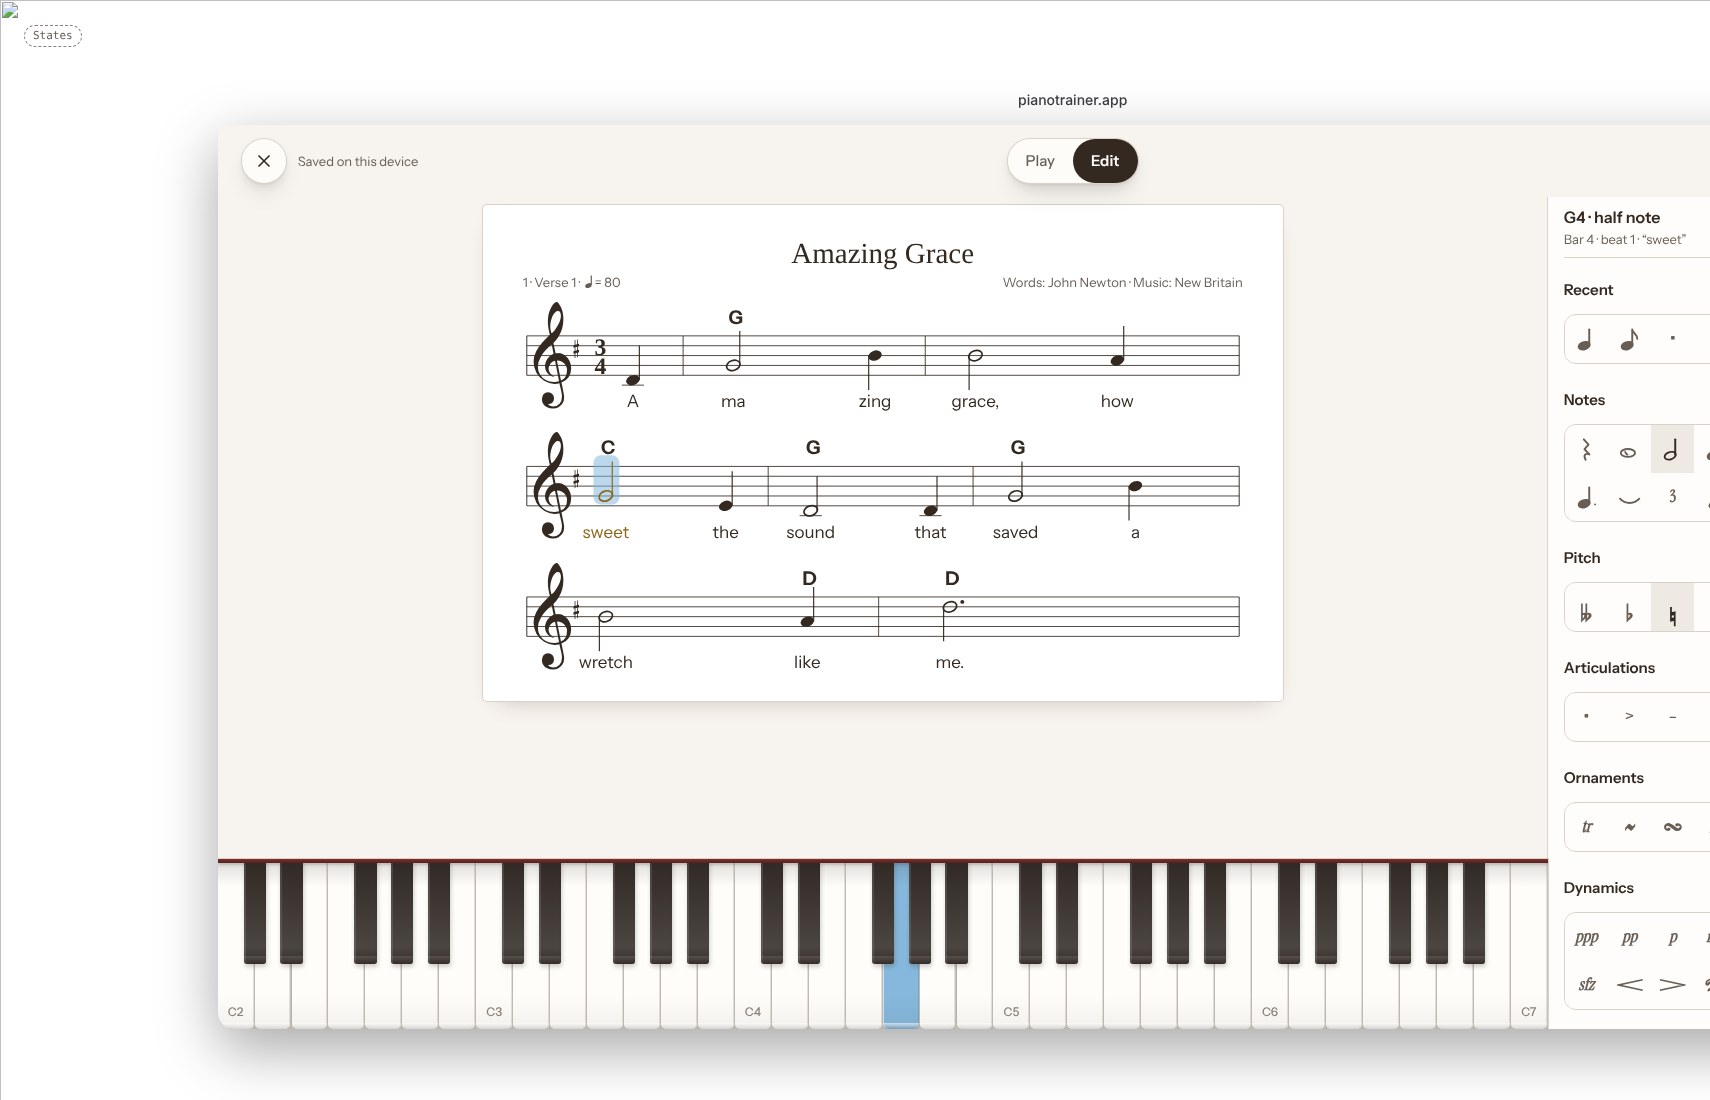 States
pianotrainer.app
Saved on this device
Play
Edit
Amazing Grace
1 · Verse 1 · = 80
Words: John Newton · Music: New Britain
G
3
4
A ma zing grace, how
C G G
sweet the sound that saved a
D D
wretch like me.
G4 · half note
Bar 4 · beat 1 · “sweet”
Recent
Notes
3
Pitch
Articulations
Ornaments
tr
Dynamics
ppp pp p
sfz
C2 C3 C4 C5 C6 C7